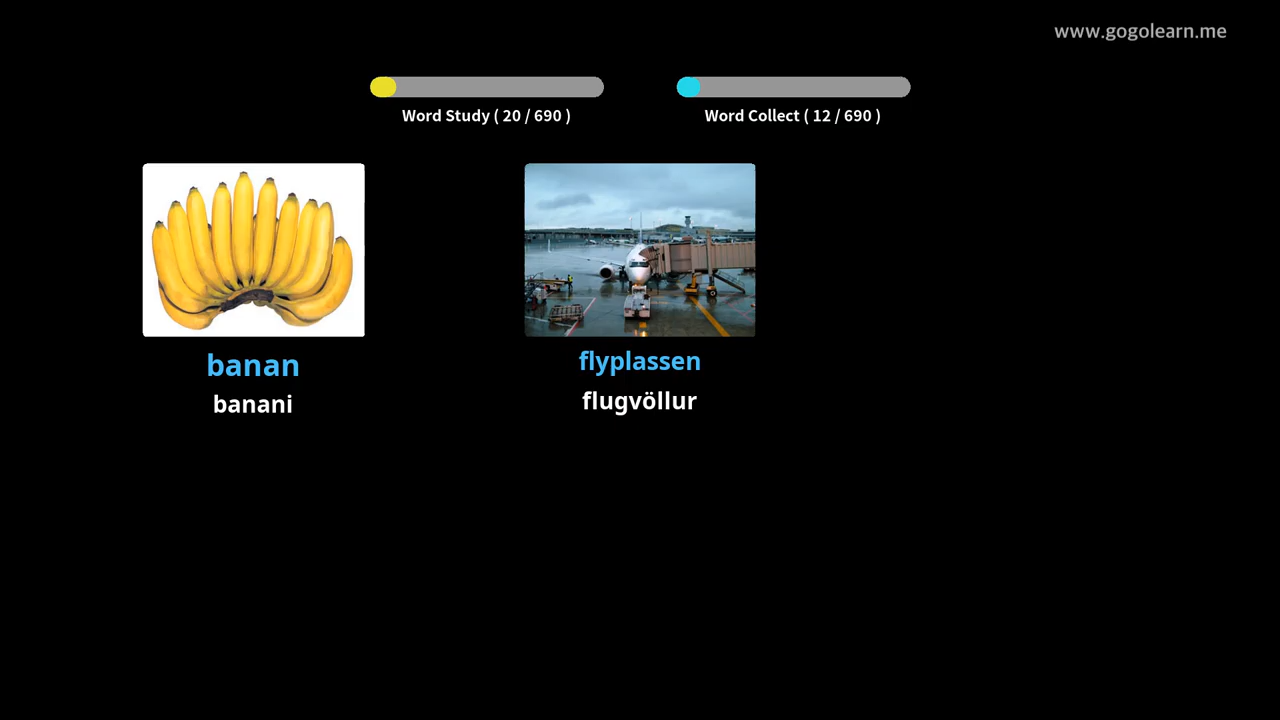 www.gogolearn.me
Word Study ( 20 / 690 )
Word Collect ( 12 / 690 )
banan
banani
flyplassen
flugvöllur